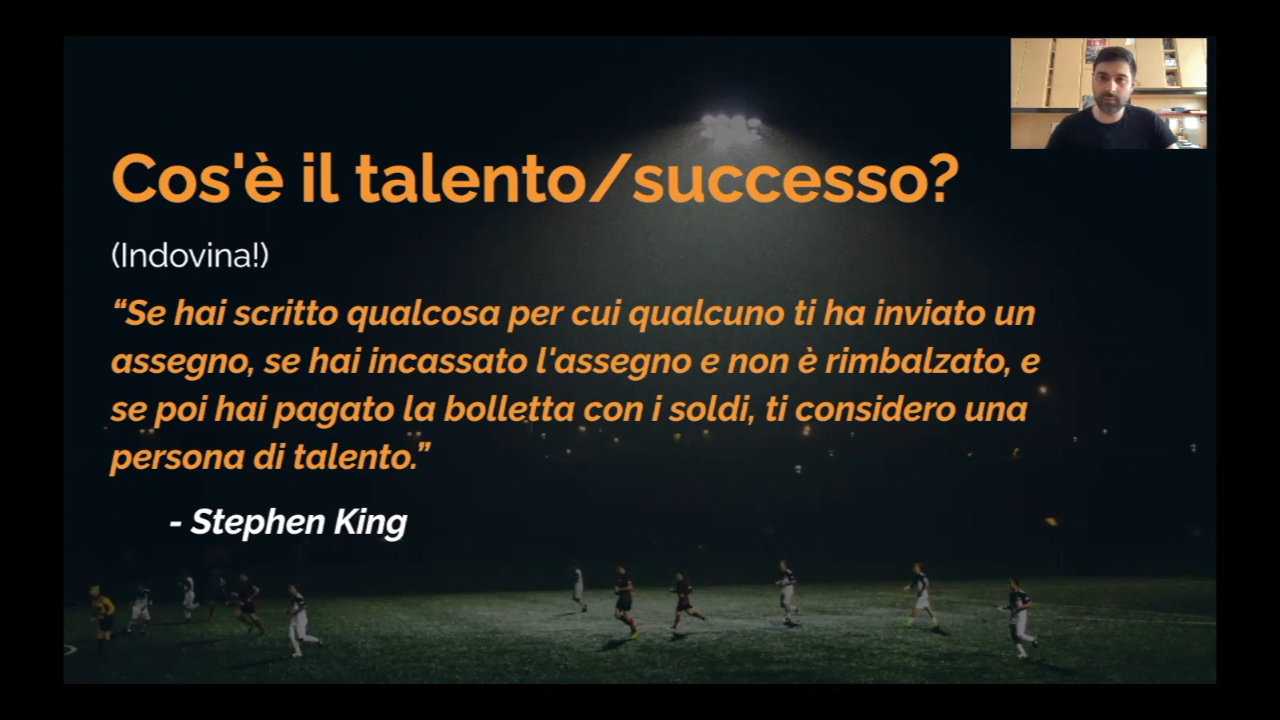 Cos'è il talento/successo?
(Indovina!)
“Se hai scritto qualcosa per cui qualcuno ti ha inviato un
assegno, se hai incassato l'assegno e non è rimbalzato, e
se poi hai pagato la bolletta con i soldi, ti considero una
persona di talento.”
- Stephen King